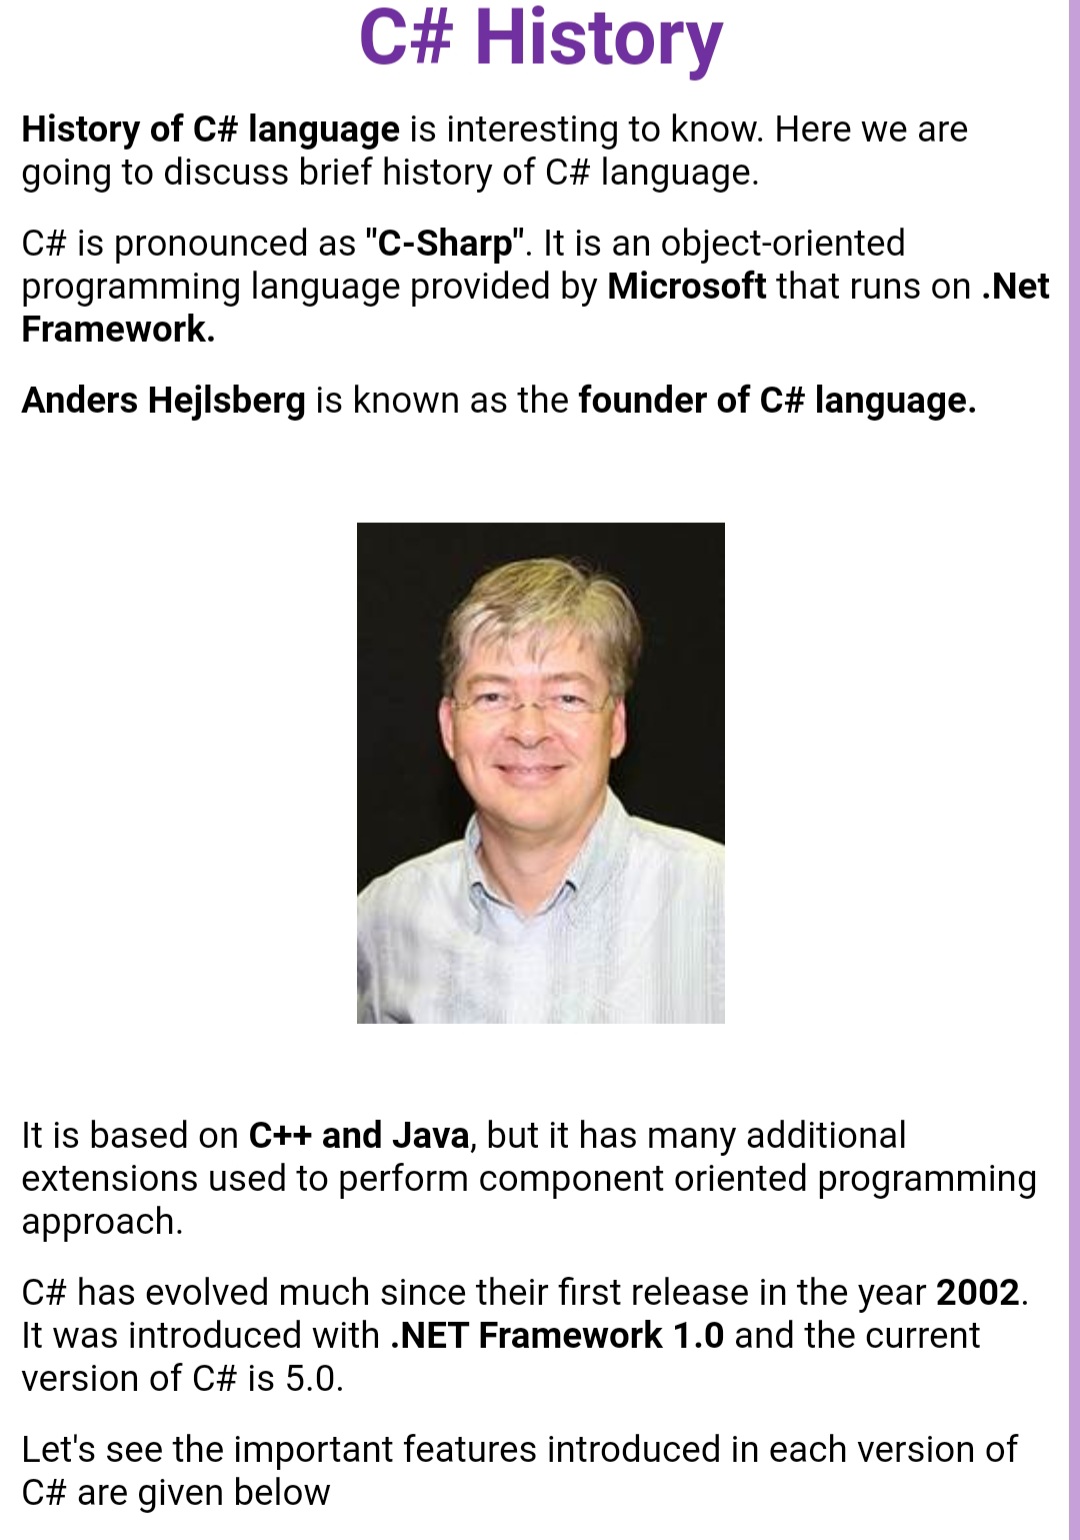 C# History
History of C# language is interesting to know. Here we are
going to discuss brief history of C# language.
C# is pronounced as "C-Sharp". It is an object-oriented
programming language provided by Microsoft that runs on .Net
Framework.
Anders Hejlsberg is known as the founder of C# language.
It is based on C++ and Java, but it has many additional
extensions used to perform component oriented programming
approach.
C# has evolved much since their first release in the year 2002.
It was introduced with .NET Framework 1.0 and the current
version of C# is 5.0.
Let's see the important features introduced in each version of
C# are given below